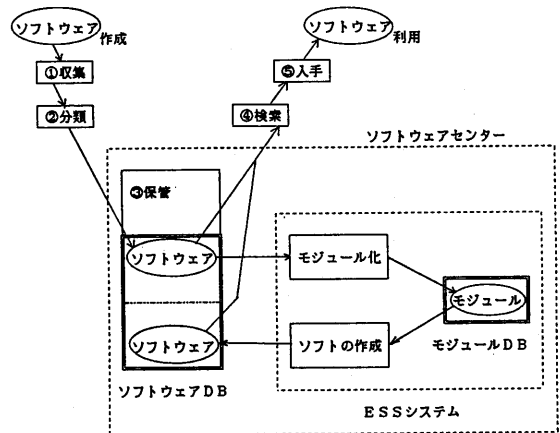 ソフトウェア
作成
ソフトウェア
利用
①収集
⑤入手
②分類
④検索
ソフトウェアセンター
③保管
ソフトウェア
モジュール化
モジュール
ソフトウェア
ソフトの作成
モジュールDB
ソフトウェアDB
ESSシステム